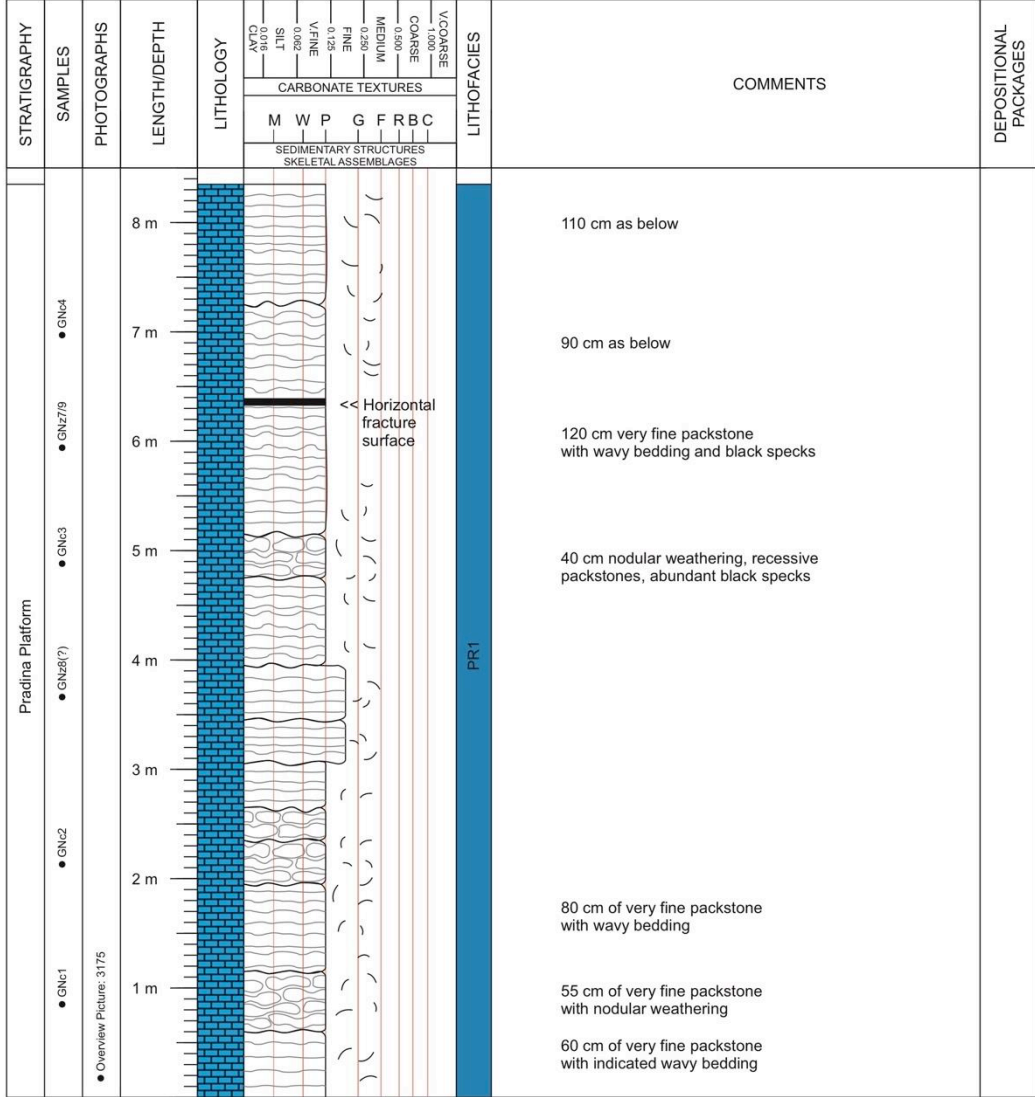 STRATIGRAPHY
SAMPLES
PHOTOGRAPHS
LENGTH/DEPTH
LITHOLOGY
CLAY
0.016
SILT
0.062
V.FINE
0.125
FINE
0.250
MEDIUM
0.500
COARSE
1.000
V.COARSE
CARBONATE TEXTURES
M W P G F R B C
SEDIMENTARY STRUCTURES
SKELETAL ASSEMBLAGES
LITHOFACIES
COMMENTS
DEPOSITIONAL
PACKAGES
8 m
110 cm as below
GNc4
7 m
90 cm as below
<< Horizontal
fracture
surface
GNz7/9
6 m
120 cm very fine packstone
with wavy bedding and black specks
GNc3
5 m
40 cm nodular weathering, recessive
packstones, abundant black specks
Pradina Platform
GNz8(?)
4 m
PR1
3 m
GNc2
2 m
80 cm of very fine packstone
with wavy bedding
GNc1
Overview Picture: 3175
1 m
55 cm of very fine packstone
with nodular weathering
60 cm of very fine packstone
with indicated wavy bedding